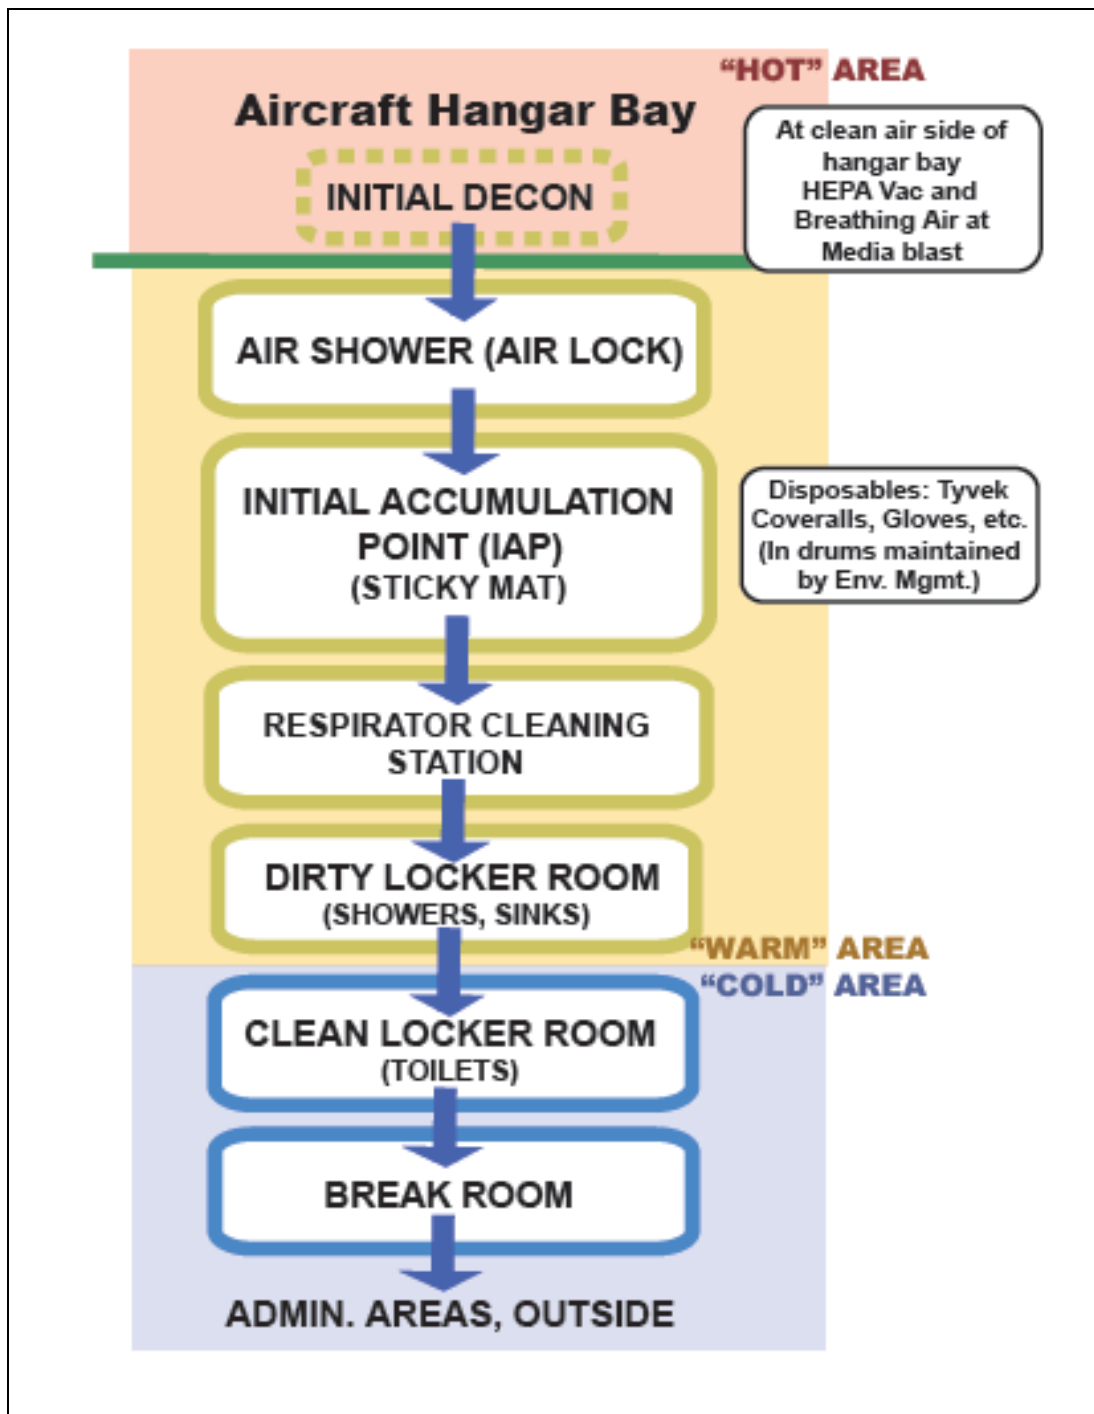 “HOT” AREA
Aircraft Hangar Bay
INITIAL DECON
At clean air side of
hangar bay
HEPA Vac and
Breathing Air at
Media blast
AIR SHOWER (AIR LOCK)
INITIAL ACCUMULATION
POINT (IAP)
(STICKY MAT)
Disposables: Tyvek
Coveralls, Gloves, etc.
(In drums maintained
by Env. Mgmt.)
RESPIRATOR CLEANING
STATION
DIRTY LOCKER ROOM
(SHOWERS, SINKS)
“WARM” AREA
“COLD” AREA
CLEAN LOCKER ROOM
(TOILETS)
BREAK ROOM
ADMIN. AREAS, OUTSIDE